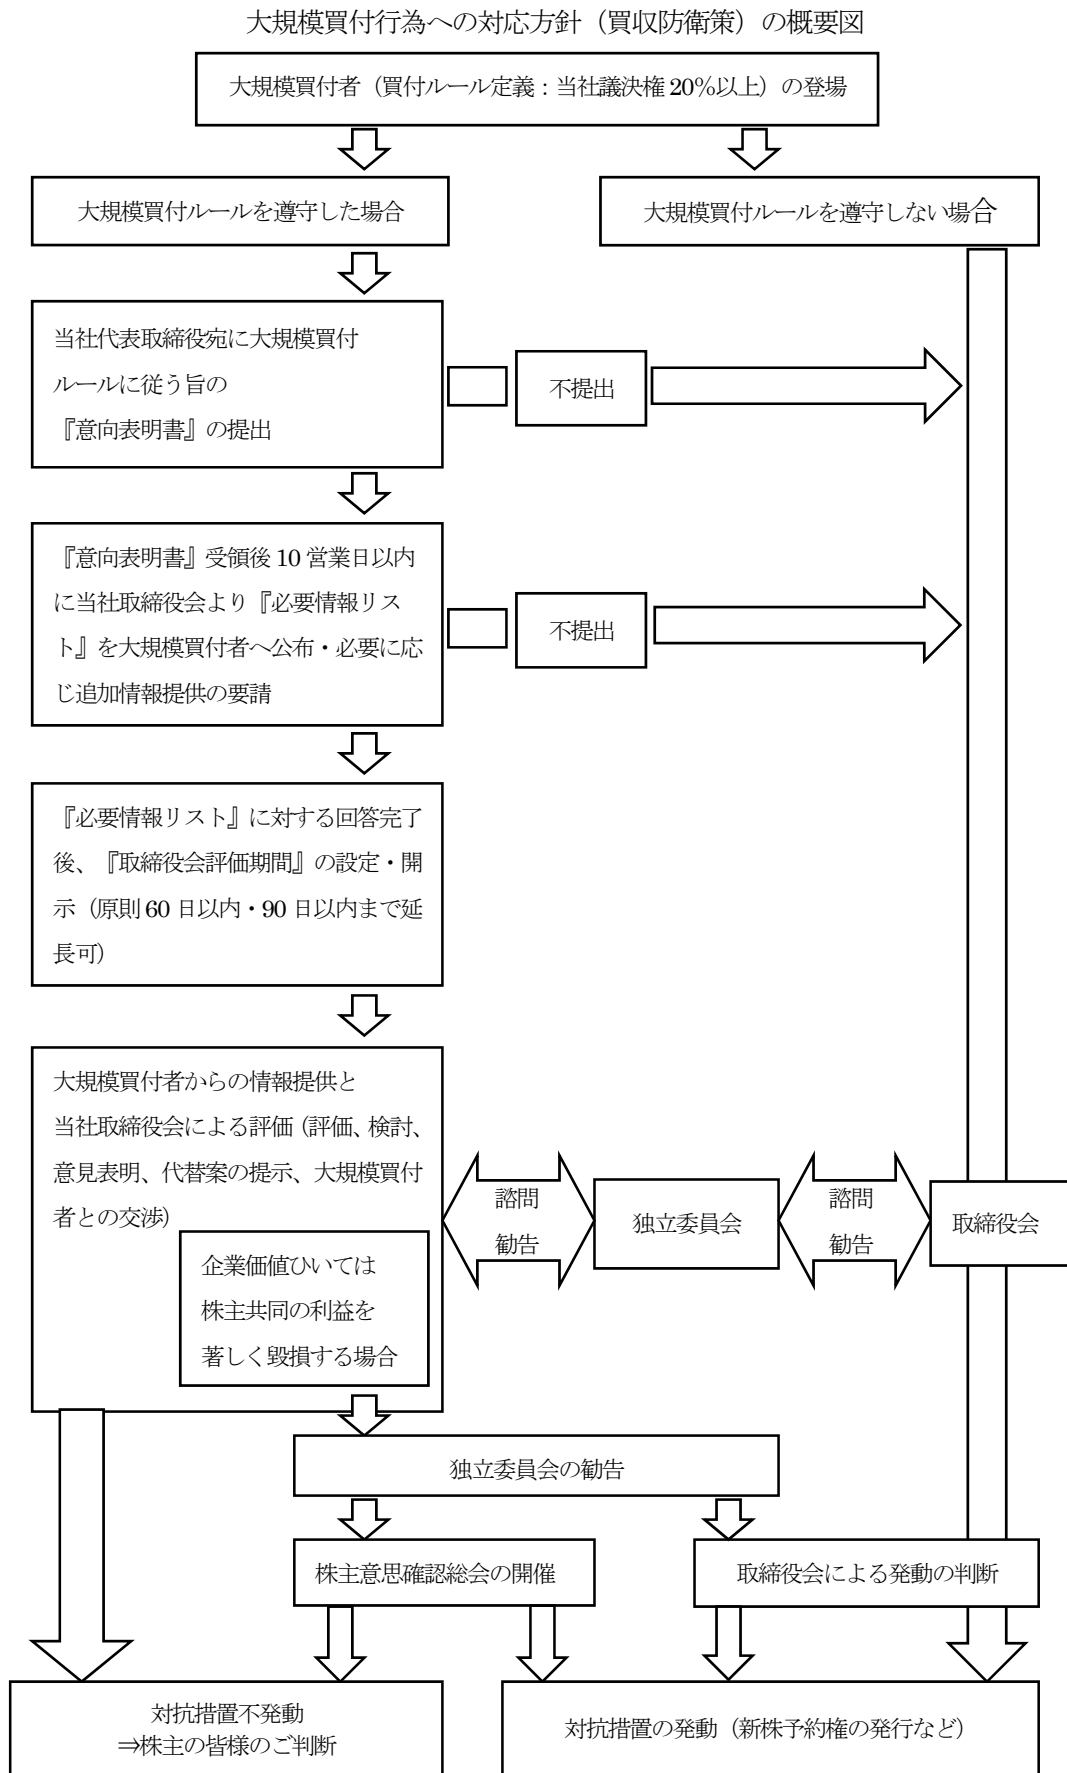 大規模買付行為への対応方針（買収防衛策）の概要図
大規模買付者（買付ルール定義：当社議決権20％以上）の登場
大規模買付ルールを遵守した場合
大規模買付ルールを遵守しない場合
当社代表取締役宛に大規模買付
ルールに従う旨の
『意向表明書』の提出
不提出
『意向表明書』受領後10営業日以内
に当社取締役会より『必要情報リス
ト』を大規模買付者へ公布・必要に応
じ追加情報提供の要請
不提出
『必要情報リスト』に対する回答完了
後、『取締役会評価期間』の設定・開
示（原則60日以内・90日以内まで延
長可）
大規模買付者からの情報提供と
当社取締役会による評価（評価、検討、
意見表明、代替案の提示、大規模買付
者との交渉）
諮問
勧告
独立委員会
諮問
勧告
取締役会
企業価値ひいては
株主共同の利益を
著しく毀損する場合
独立委員会の勧告
株主意思確認総会の開催
取締役会による発動の判断
対抗措置不発動
⇒株主の皆様のご判断
対抗措置の発動（新株予約権の発行など）